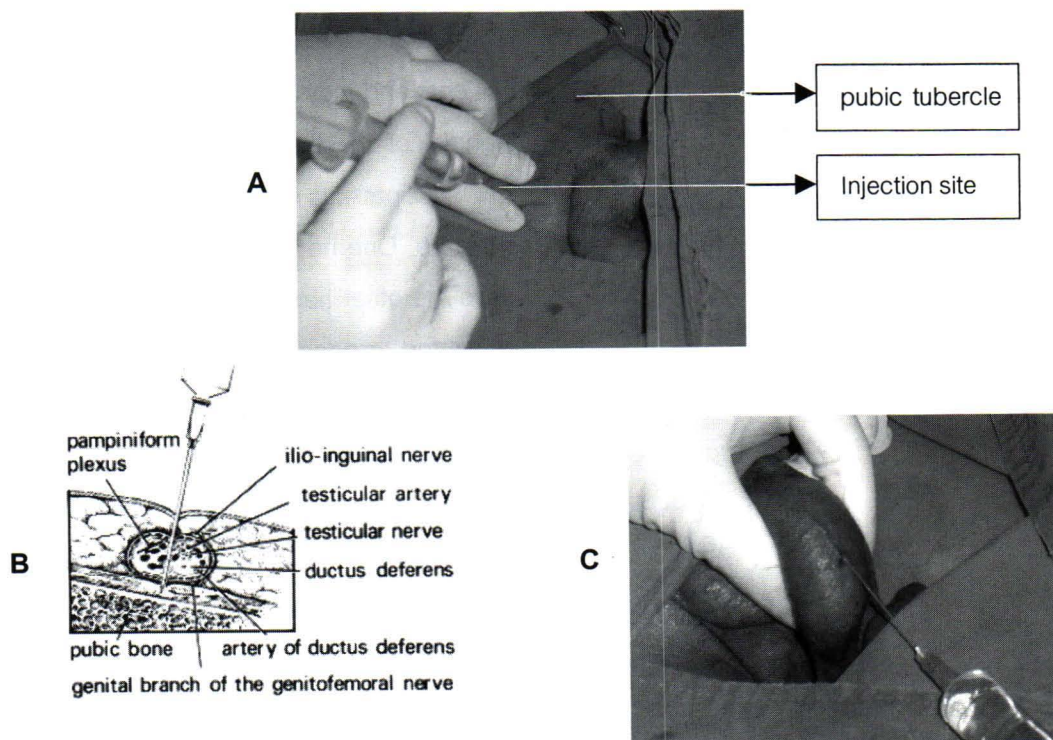 pubic tubercle
A
Injection site
pampiniform
plexus
ilio-inguinal nerve
testicular artery
testicular nerve
B
ductus deferens
C
pubic bone
artery of ductus deferens
genital branch of the genitofemoral nerve